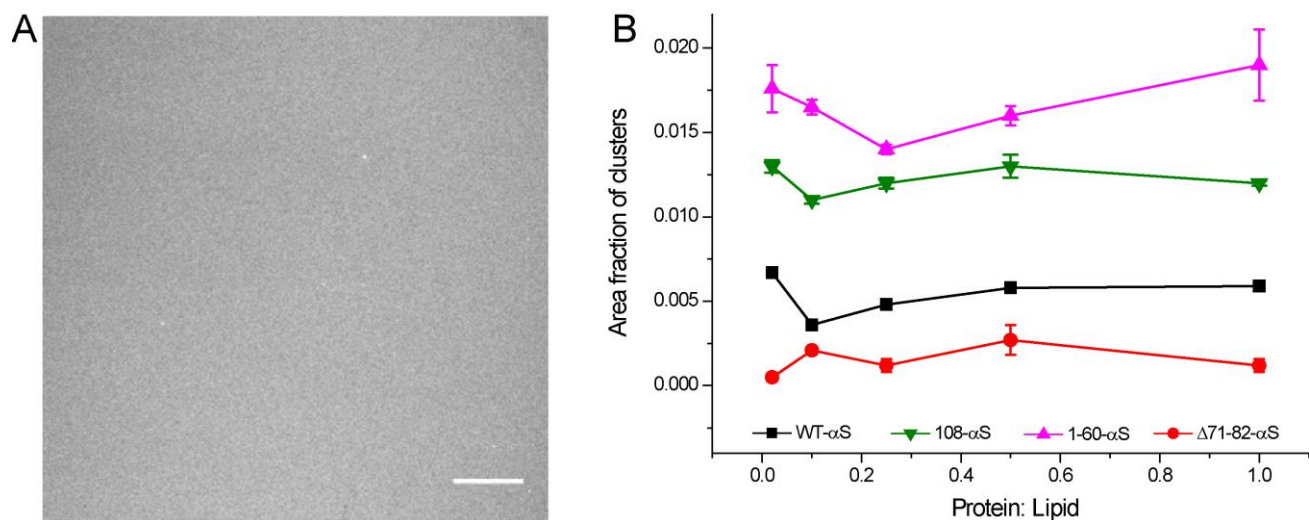 A
B
0.020
0.015
0.010
0.005
0.000
Area fraction of clusters
WT-αS 108-αS 1-60-αS Δ71-82-αS
0.0 0.2 0.4 0.6 0.8 1.0
Protein: Lipid